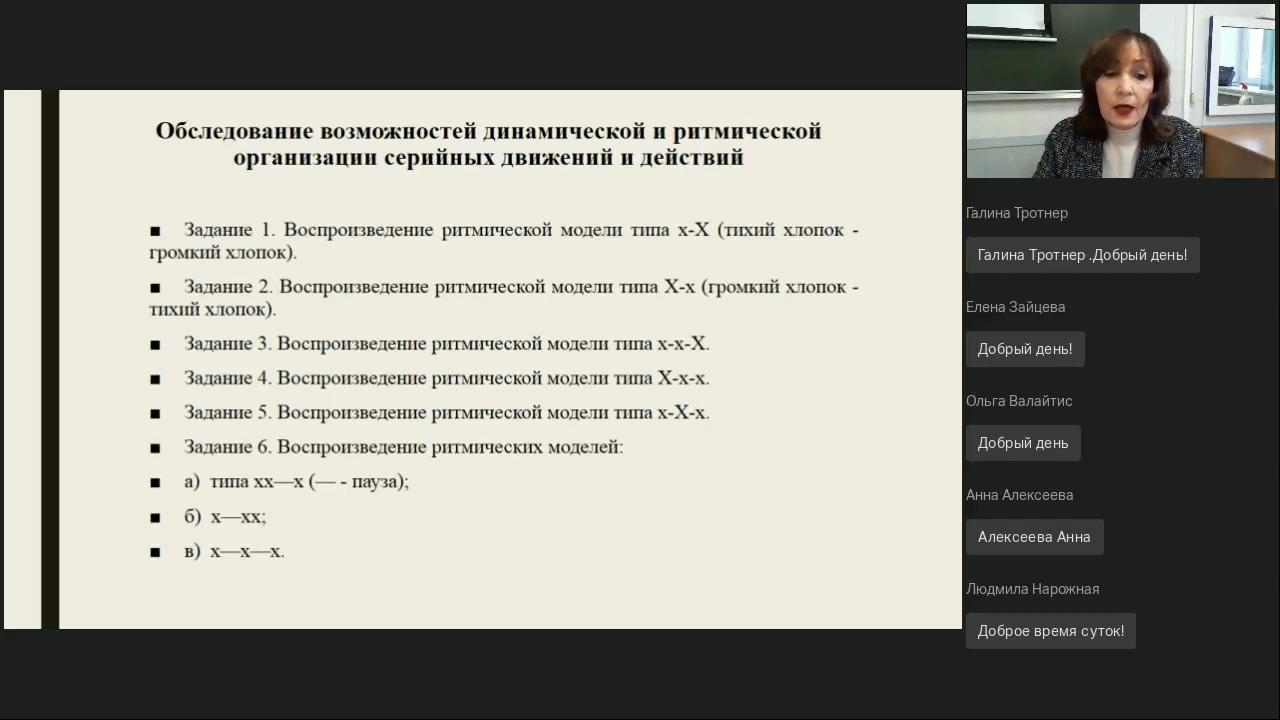 Обследование возможностей динамической и ритмической
организации серийных движений и действий
■ Задание 1. Воспроизведение ритмической модели типа х-Х (тихий хлопок -
громкий хлопок).
■ Задание 2. Воспроизведение ритмической модели типа Х-х (громкий хлопок -
тихий хлопок).
■ Задание 3. Воспроизведение ритмической модели типа х-х-Х.
■ Задание 4. Воспроизведение ритмической модели типа Х-х-х.
■ Задание 5. Воспроизведение ритмической модели типа х-Х-х.
■ Задание 6. Воспроизведение ритмических моделей:
■ а) типа хх—х (— - пауза);
■ б) х—хх;
■ в) х—х—х.
Галина Тротнер
Галина Тротнер .Добрый день!
Елена Зайцева
Добрый день!
Ольга Валайтис
Добрый день
Анна Алексеева
Алексеева Анна
Людмила Нарожная
Доброе время суток!